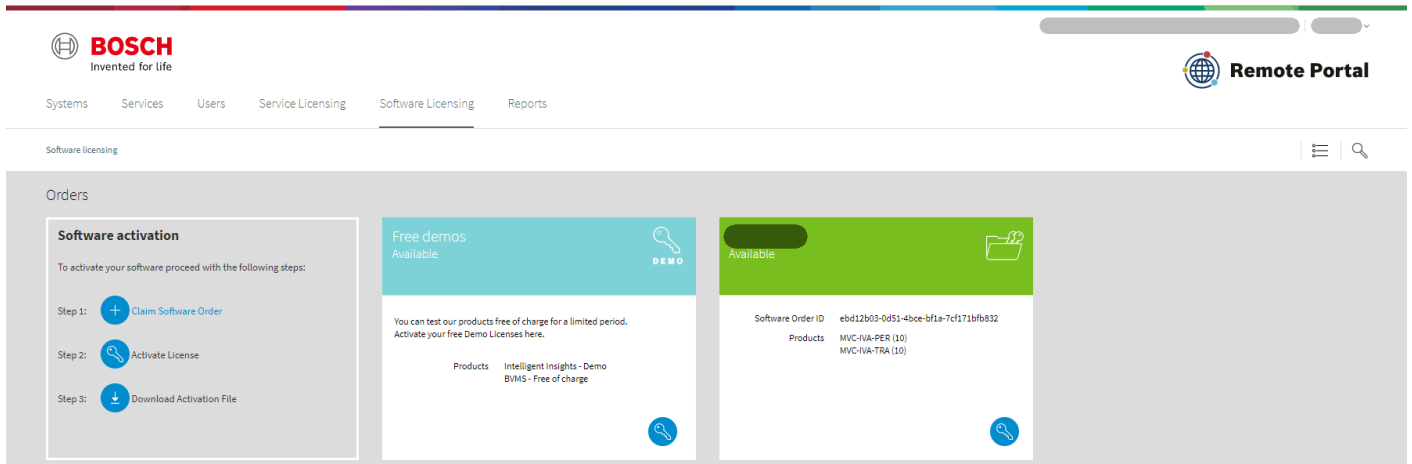 BOSCH
Invented for life
Remote Portal
Systems Services Users Service Licensing Software Licensing Reports
Software licensing
Orders
Software activation
To activate your software proceed with the following steps:
Step 1: Claim Software Order
Step 2: Activate License
Step 3: Download Activation File
Free demos
Available
DEMO
You can test our products free of charge for a limited period.
Activate your free Demo Licenses here.
Products Intelligent Insights - Demo
BVMS - Free of charge
Available
Software Order ID ebd12b03-0d51-4bce-bf1a-7cf171bfb832
Products MVC-IVA-PER (10)
MVC-IVA-TRA (10)